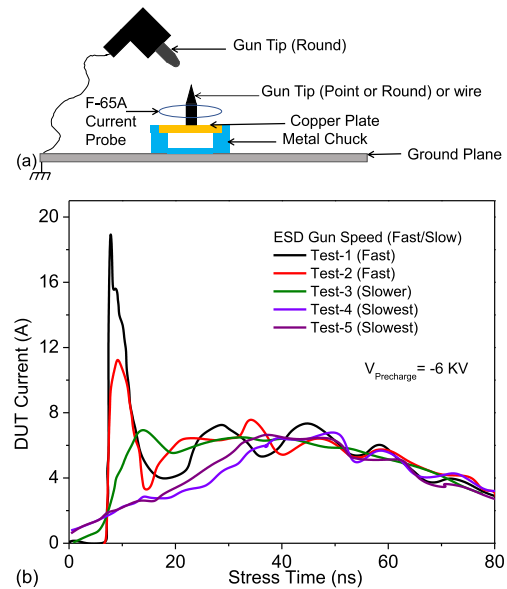 Gun Tip (Round)
Gun Tip (Point or Round) or wire
F-65A
Current
Probe
Copper Plate
Metal Chuck
Ground Plane
(a)
20
16
12
8
4
0
DUT Current (A)
ESD Gun Speed (Fast/Slow)
Test-1 (Fast)
Test-2 (Fast)
Test-3 (Slower)
Test-4 (Slowest)
Test-5 (Slowest)
V Precharge = -6 KV
0 20 40 60 80
Stress Time (ns)
(b)